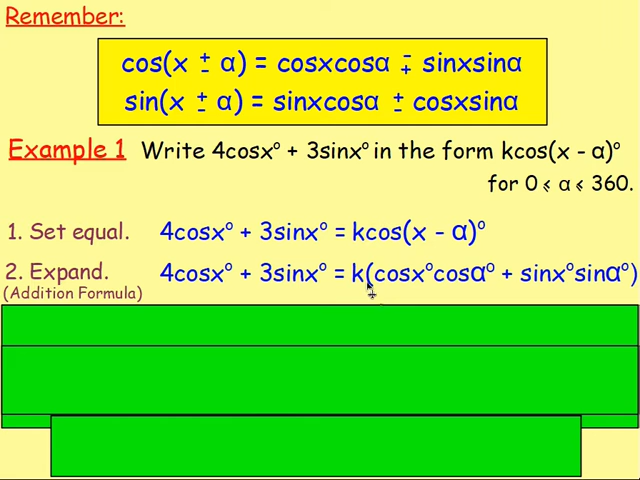 Remember:
cos(x ± α) = cosxcosα ∓ sinxsinα
sin(x ± α) = sinxcosα ± cosxsinα
Example 1 Write 4cosx° + 3sinx° in the form kcos(x - α)°
for 0 ≤ α ≤ 360.
1. Set equal. 4cosx° + 3sinx° = kcos(x - α)°
2. Expand. 4cosx° + 3sinx° = k(cosx°cosα° + sinx°sinα°)
(Addition Formula)